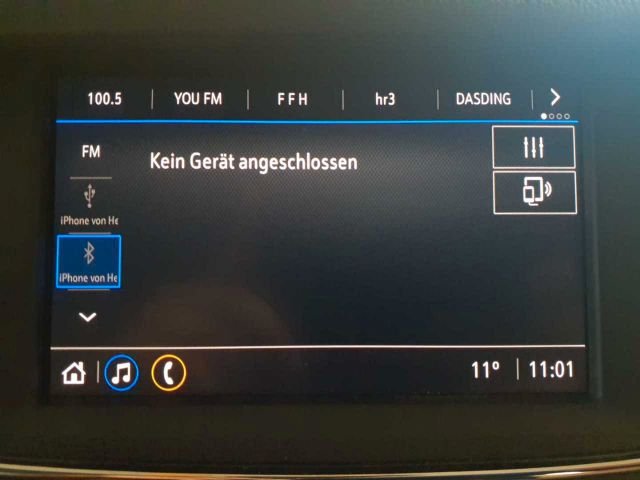 100.5 YOU FM F F H hr3 DASDING
FM
Kein Gerät angeschlossen
iPhone von He
iPhone von He
11° 11:01